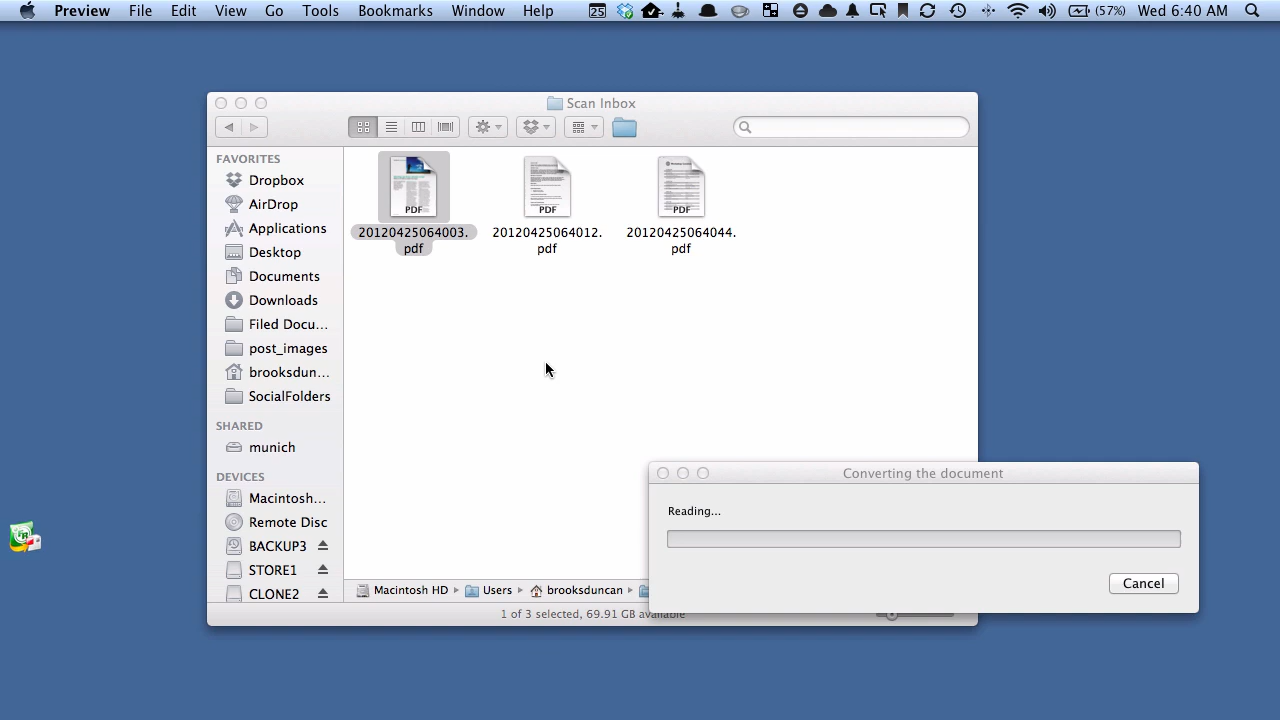 Preview File Edit View Go Tools Bookmarks Window Help 25 (57%) Wed 6:40 AM
Scan Inbox
FAVORITES
Dropbox
AirDrop
Applications
Desktop
Documents
Downloads
Filed Docu...
post_images
brooksdun...
SocialFolders
SHARED
munich
DEVICES
Macintosh...
Remote Disc
BACKUP3
STORE1
CLONE2
PDF PDF PDF
20120425064003. 20120425064012. 20120425064044.
pdf pdf pdf
Converting the document
Reading...
Cancel
Macintosh HD Users brooksduncan
1 of 3 selected, 69.91 GB available